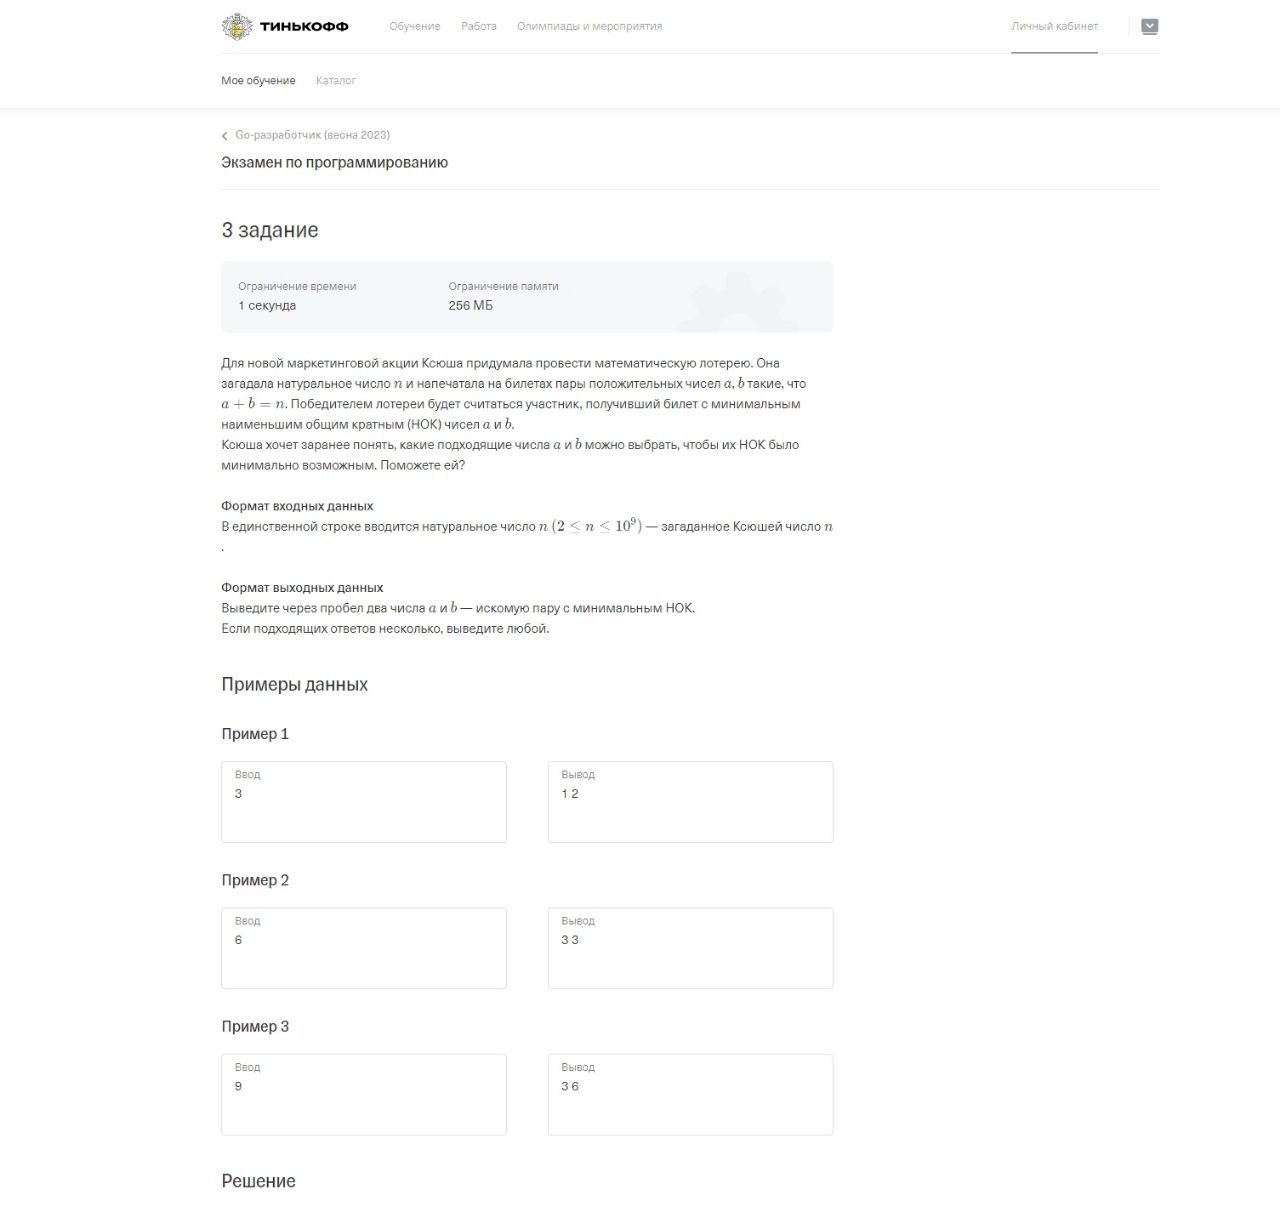 ТИНЬКОФФ Обучение Работа Олимпиады и мероприятия Личный кабинет
Мое обучение Каталог
Go-разработчик (весна 2023)
Экзамен по программированию
3 задание
Ограничение времени Ограничение памяти
1 секунда 256 МБ
Для новой маркетинговой акции Ксюша придумала провести математическую лотерею. Она
загадала натуральное число n и напечатала на билетах пары положительных чисел a, b такие, что
a + b = n. Победителем лотереи будет считаться участник, получивший билет с минимальным
наименьшим общим кратным (НОК) чисел a и b.
Ксюша хочет заранее понять, какие подходящие числа a и b можно выбрать, чтобы их НОК было
минимально возможным. Поможете ей?
Формат входных данных
В единственной строке вводится натуральное число n (2 ≤ n ≤ 10⁹) — загаданное Ксюшей число n
.
Формат выходных данных
Выведите через пробел два числа a и b — искомую пару с минимальным НОК.
Если подходящих ответов несколько, выведите любой.
Примеры данных
Пример 1
Ввод Вывод
3 1 2
Пример 2
Ввод Вывод
6 3 3
Пример 3
Ввод Вывод
9 3 6
Решение